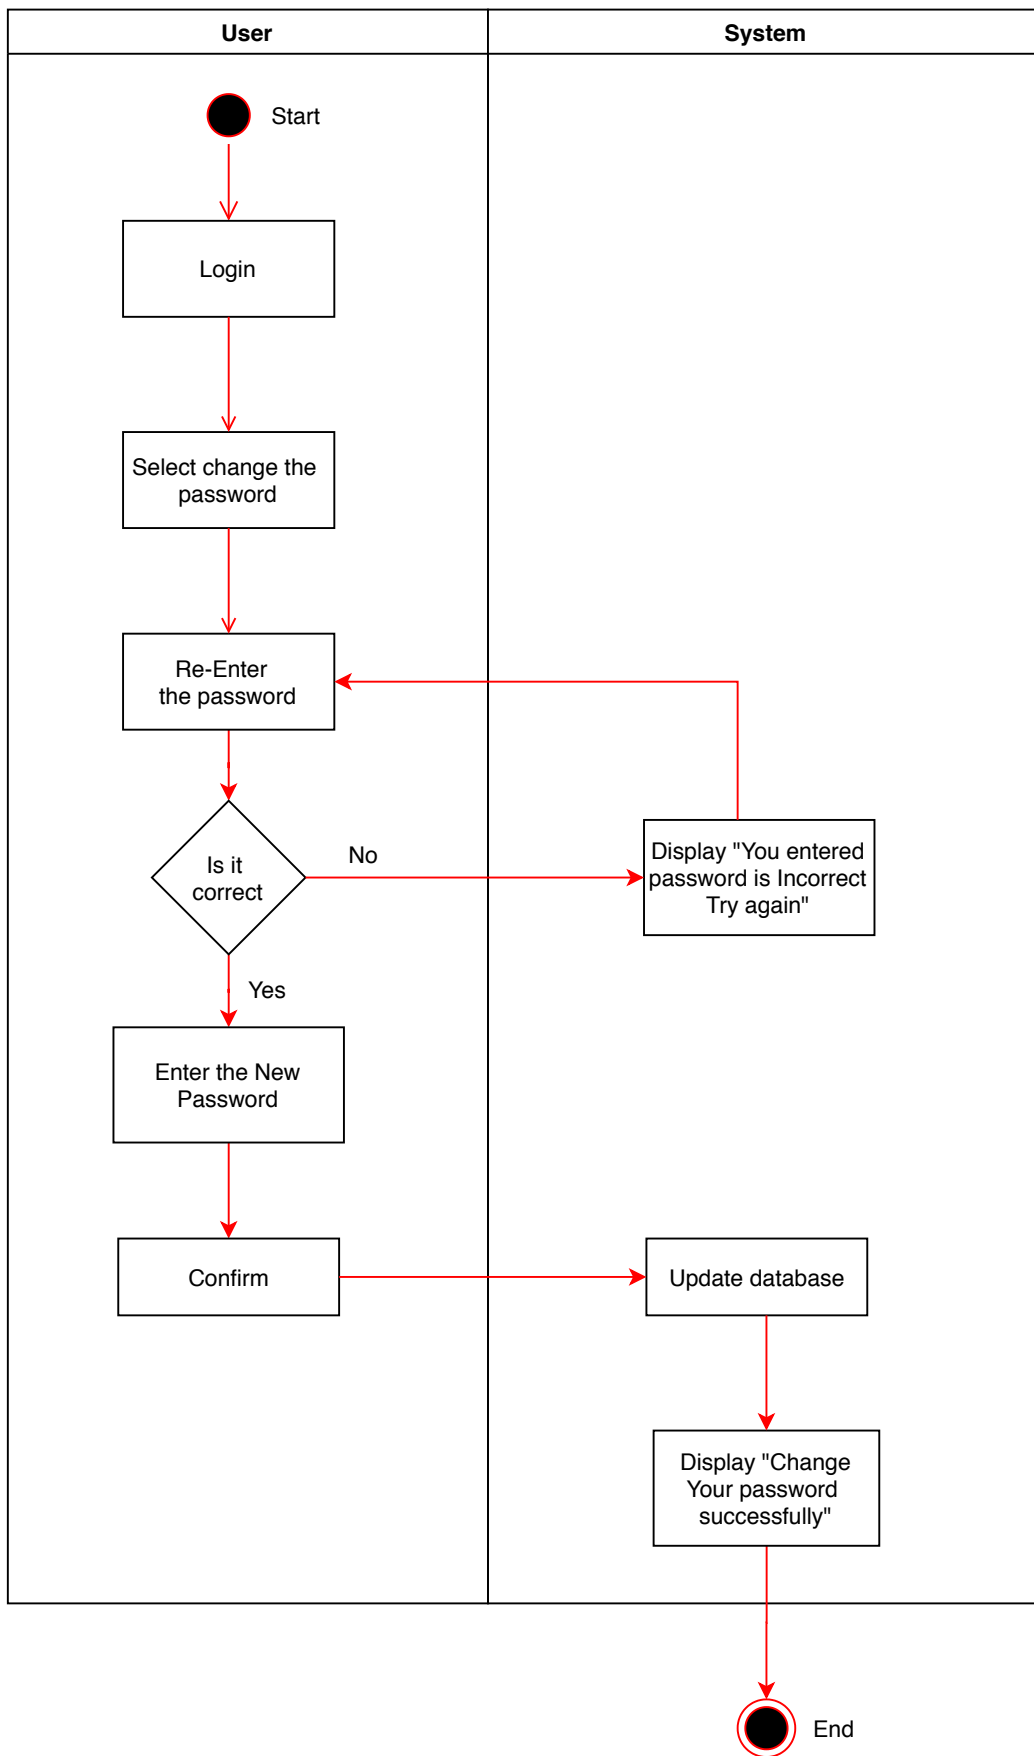 User
System
Start
Login
Select change the
password
Re-Enter
the password
Is it
correct
No
Display "You entered
password is Incorrect
Try again"
Yes
Enter the New
Password
Confirm
Update database
Display "Change
Your password
successfully"
End